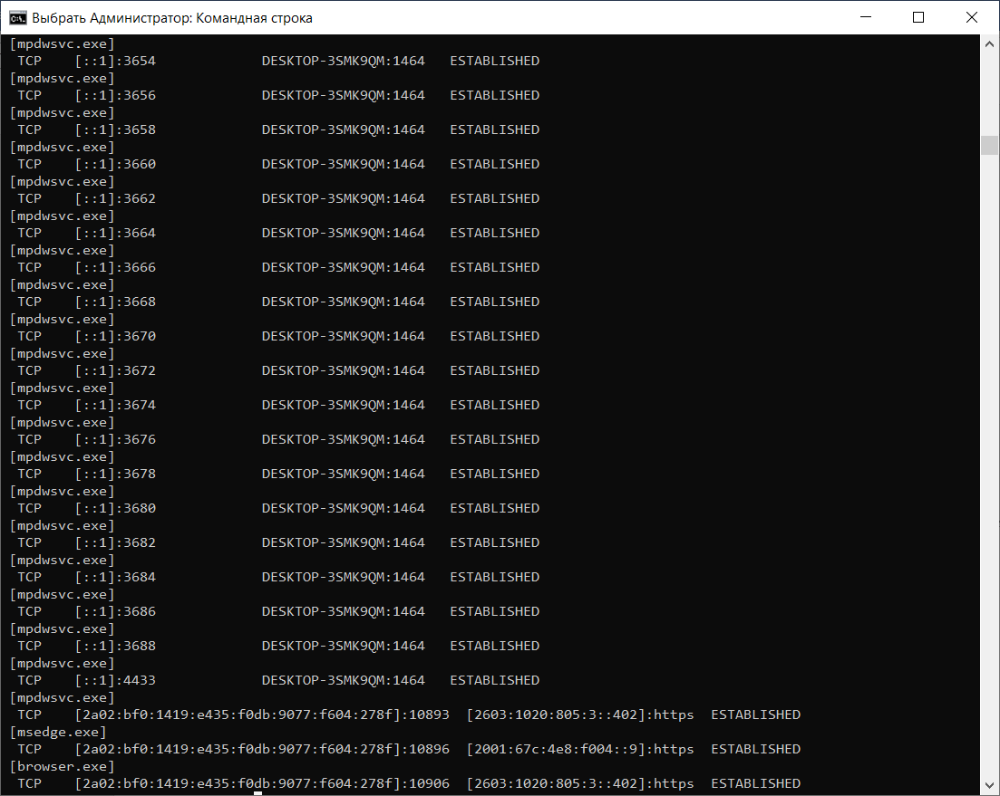 Выбрать Администратор: Командная строка
[mpdwsvc.exe]
TCP [::1]:3654 DESKTOP-3SMK9QM:1464 ESTABLISHED
[mpdwsvc.exe]
TCP [::1]:3656 DESKTOP-3SMK9QM:1464 ESTABLISHED
[mpdwsvc.exe]
TCP [::1]:3658 DESKTOP-3SMK9QM:1464 ESTABLISHED
[mpdwsvc.exe]
TCP [::1]:3660 DESKTOP-3SMK9QM:1464 ESTABLISHED
[mpdwsvc.exe]
TCP [::1]:3662 DESKTOP-3SMK9QM:1464 ESTABLISHED
[mpdwsvc.exe]
TCP [::1]:3664 DESKTOP-3SMK9QM:1464 ESTABLISHED
[mpdwsvc.exe]
TCP [::1]:3666 DESKTOP-3SMK9QM:1464 ESTABLISHED
[mpdwsvc.exe]
TCP [::1]:3668 DESKTOP-3SMK9QM:1464 ESTABLISHED
[mpdwsvc.exe]
TCP [::1]:3670 DESKTOP-3SMK9QM:1464 ESTABLISHED
[mpdwsvc.exe]
TCP [::1]:3672 DESKTOP-3SMK9QM:1464 ESTABLISHED
[mpdwsvc.exe]
TCP [::1]:3674 DESKTOP-3SMK9QM:1464 ESTABLISHED
[mpdwsvc.exe]
TCP [::1]:3676 DESKTOP-3SMK9QM:1464 ESTABLISHED
[mpdwsvc.exe]
TCP [::1]:3678 DESKTOP-3SMK9QM:1464 ESTABLISHED
[mpdwsvc.exe]
TCP [::1]:3680 DESKTOP-3SMK9QM:1464 ESTABLISHED
[mpdwsvc.exe]
TCP [::1]:3682 DESKTOP-3SMK9QM:1464 ESTABLISHED
[mpdwsvc.exe]
TCP [::1]:3684 DESKTOP-3SMK9QM:1464 ESTABLISHED
[mpdwsvc.exe]
TCP [::1]:3686 DESKTOP-3SMK9QM:1464 ESTABLISHED
[mpdwsvc.exe]
TCP [::1]:3688 DESKTOP-3SMK9QM:1464 ESTABLISHED
[mpdwsvc.exe]
TCP [::1]:4433 DESKTOP-3SMK9QM:1464 ESTABLISHED
[mpdwsvc.exe]
TCP [2a02:bf0:1419:e435:f0db:9077:f604:278f]:10893 [2603:1020:805:3::402]:https ESTABLISHED
[msedge.exe]
TCP [2a02:bf0:1419:e435:f0db:9077:f604:278f]:10896 [2001:67c:4e8:f004::9]:https ESTABLISHED
[browser.exe]
TCP [2a02:bf0:1419:e435:f0db:9077:f604:278f]:10906 [2603:1020:805:3::402]:https ESTABLISHED